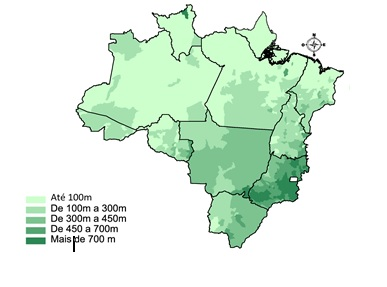 Até 100m
De 100m a 300m
De 300m a 450m
De 450 a 700m
Mais de 700 m